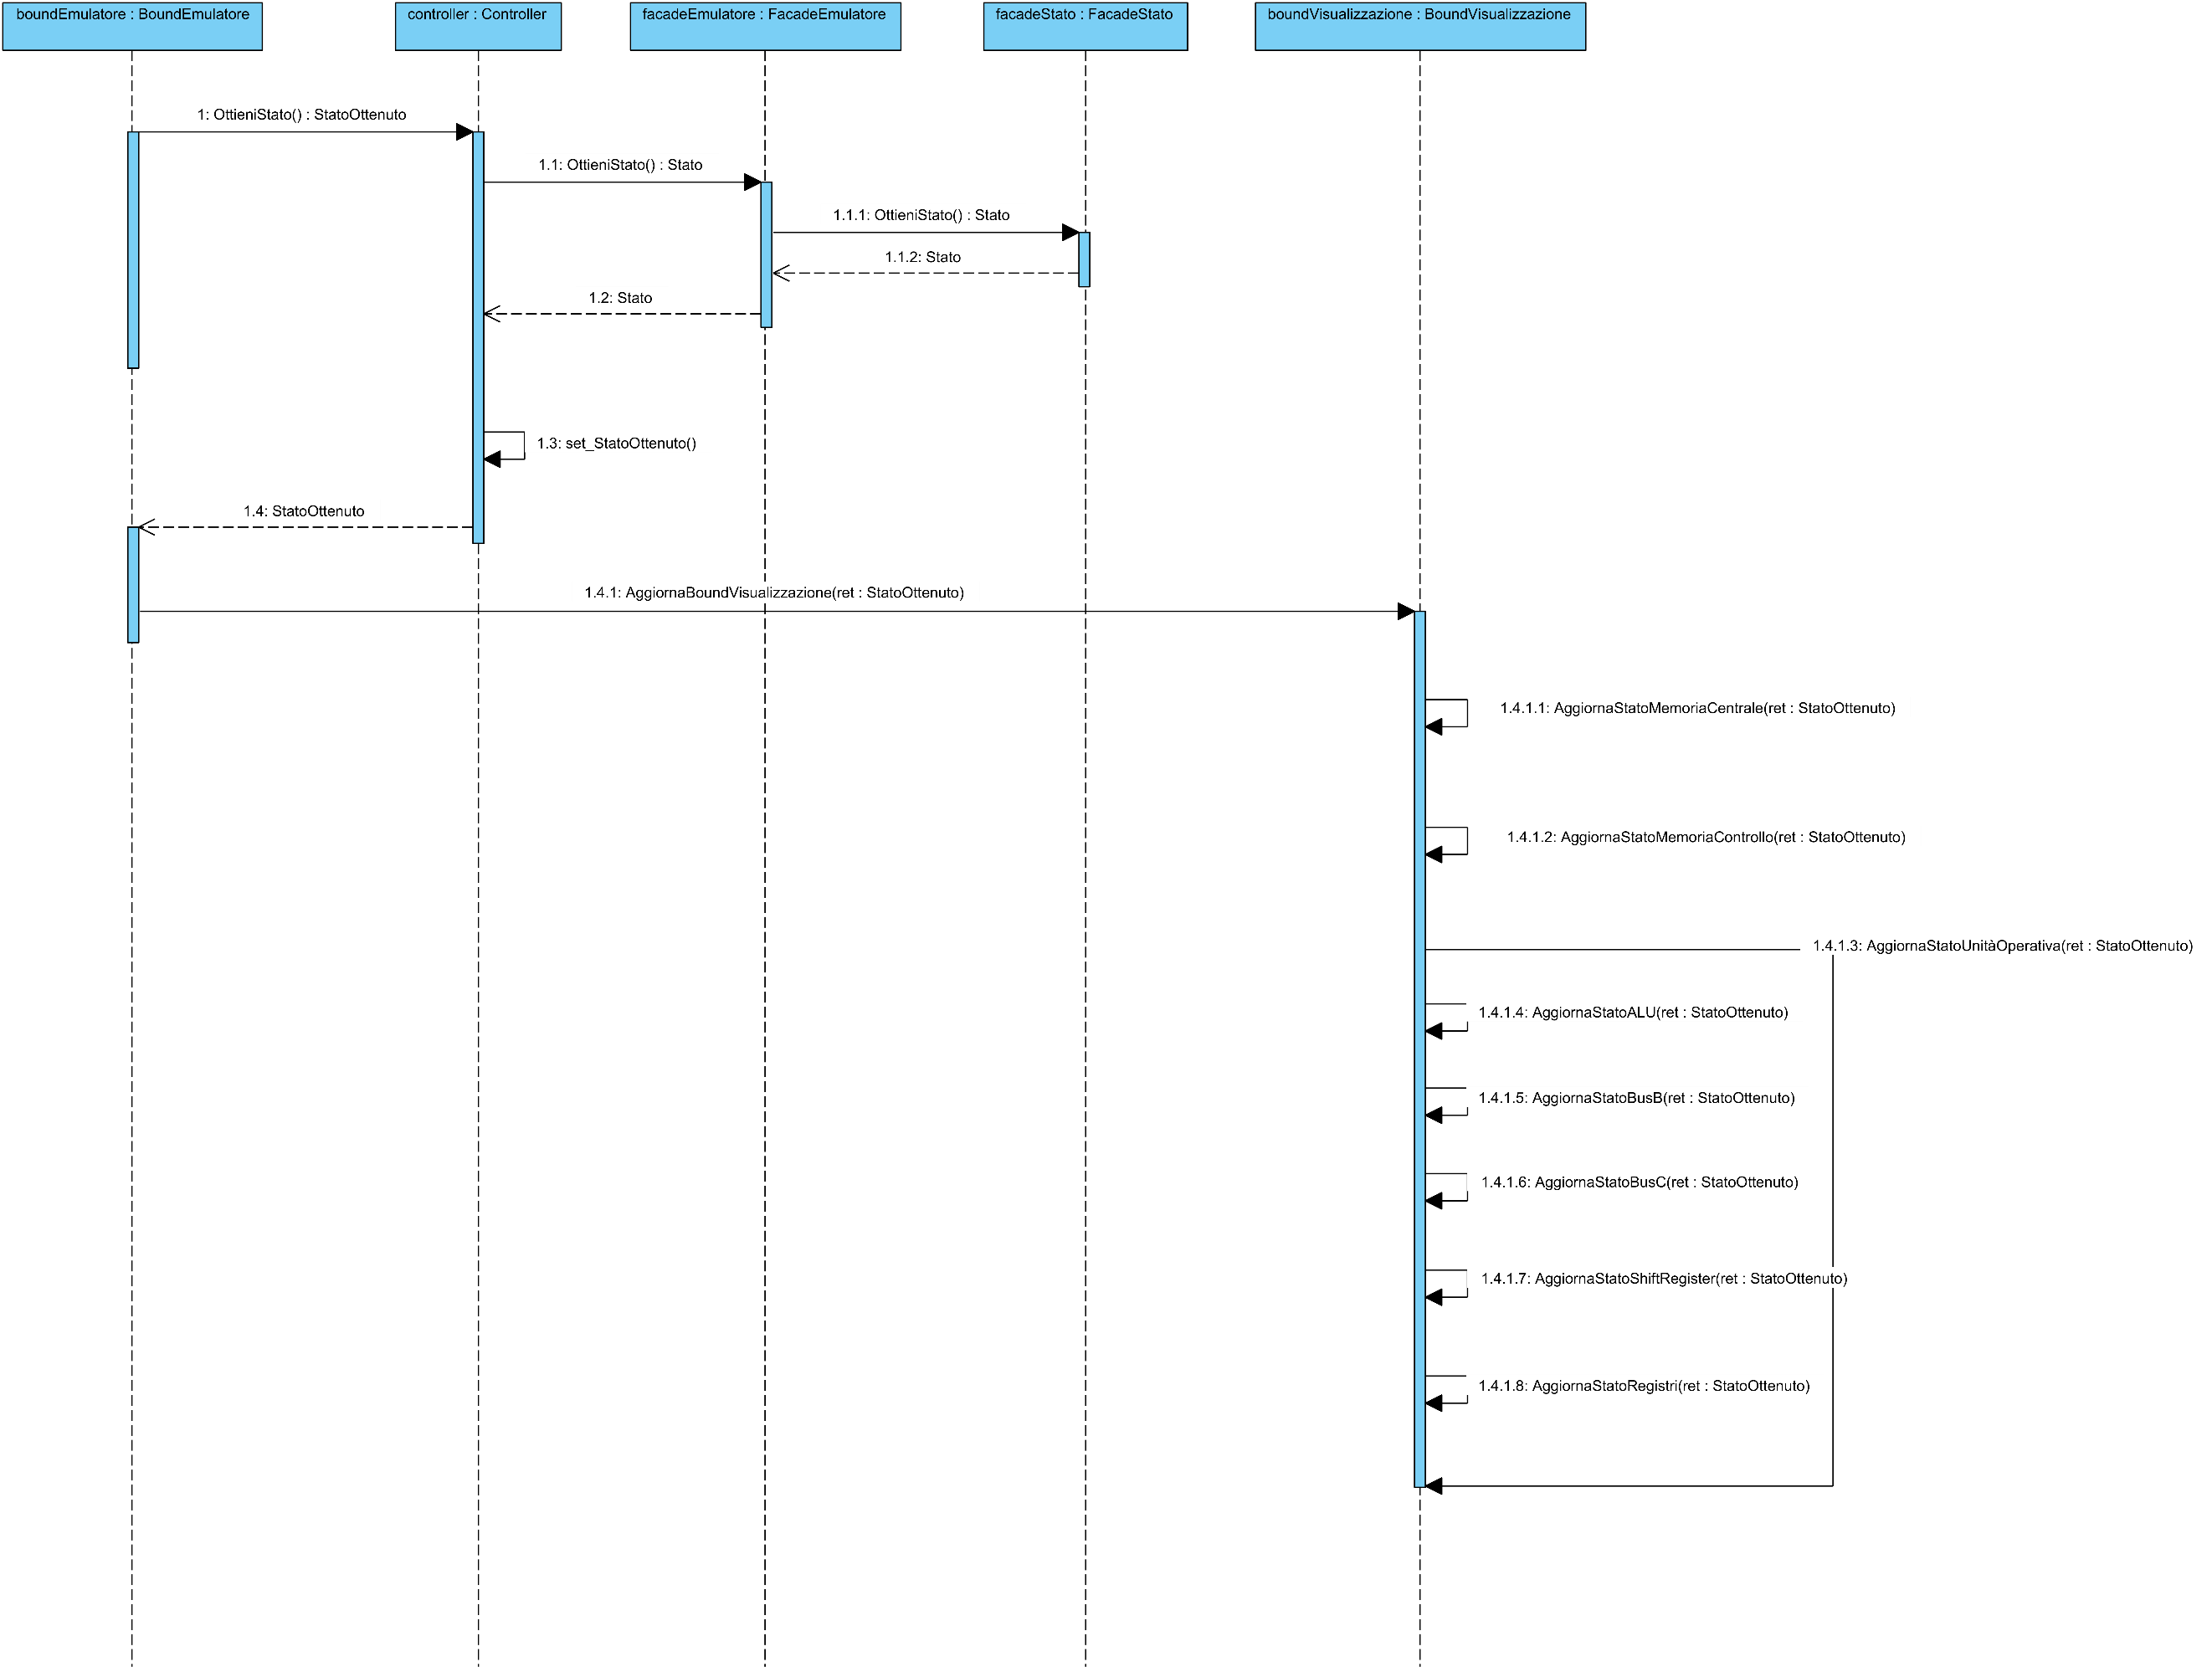 boundEmulatore : BoundEmulatore
controller : Controller
facadeEmulatore : FacadeEmulatore
facadeStato : FacadeStato
boundVisualizzazione : BoundVisualizzazione
1: OttieniStato() : StatoOttenuto
1.1: OttieniStato() : Stato
1.1.1: OttieniStato() : Stato
1.1.2: Stato
1.2: Stato
1.3: set_StatoOttenuto()
1.4: StatoOttenuto
1.4.1: AggiornaBoundVisualizzazione(ret : StatoOttenuto)
1.4.1.1: AggiornaStatoMemoriaCentrale(ret : StatoOttenuto)
1.4.1.2: AggiornaStatoMemoriaControllo(ret : StatoOttenuto)
1.4.1.3: AggiornaStatoUnitàOperativa(ret : StatoOttenuto)
1.4.1.4: AggiornaStatoALU(ret : StatoOttenuto)
1.4.1.5: AggiornaStatoBusB(ret : StatoOttenuto)
1.4.1.6: AggiornaStatoBusC(ret : StatoOttenuto)
1.4.1.7: AggiornaStatoShiftRegister(ret : StatoOttenuto)
1.4.1.8: AggiornaStatoRegistri(ret : StatoOttenuto)